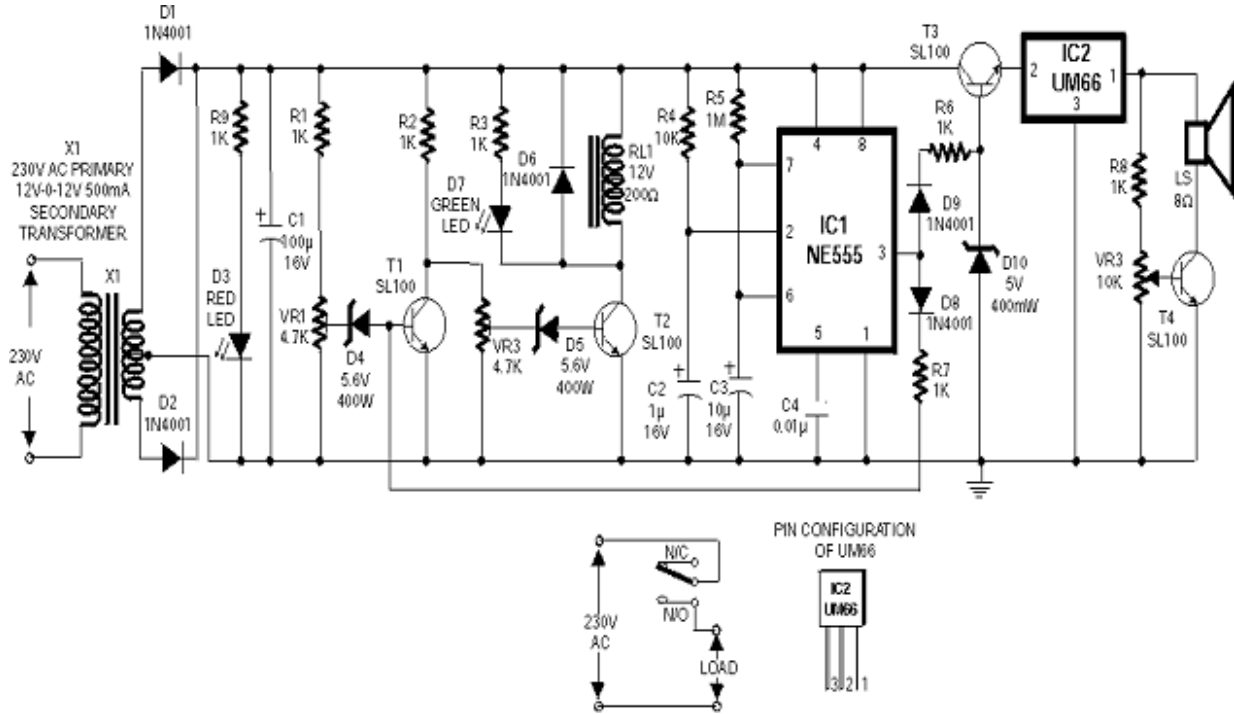 D1
1N4001
X1
230V AC PRIMARY
12V-0-12V 500mA
SECONDARY
TRANSFORMER
X1
230V
AC
D2
1N4001
R9
1K
D3
RED
LED
C1
+
100µ
16V
R1
1K
VR1
4.7K
D4
5.6V
400W
R2
1K
T1
SL100
R3
1K
D7
GREEN
LED
D6
1N4001
RL1
12V
200Ω
VR3
4.7K
D5
5.6V
400W
T2
SL100
R4
10K
R5
1M
C2
+
1µ
16V
C3
+
10µ
16V
4
8
7
2
6
3
5
1
IC1
NE555
C4
0.01µ
T3
SL100
R6
1K
D9
1N4001
D8
1N4001
R7
1K
D10
5V
400mW
2
IC2
UM66
1
3
R8
1K
VR3
10K
LS
8Ω
T4
SL100
230V
AC
N/C
N/O
LOAD
PIN CONFIGURATION
OF UM66
IC2
UM66
3 2 1